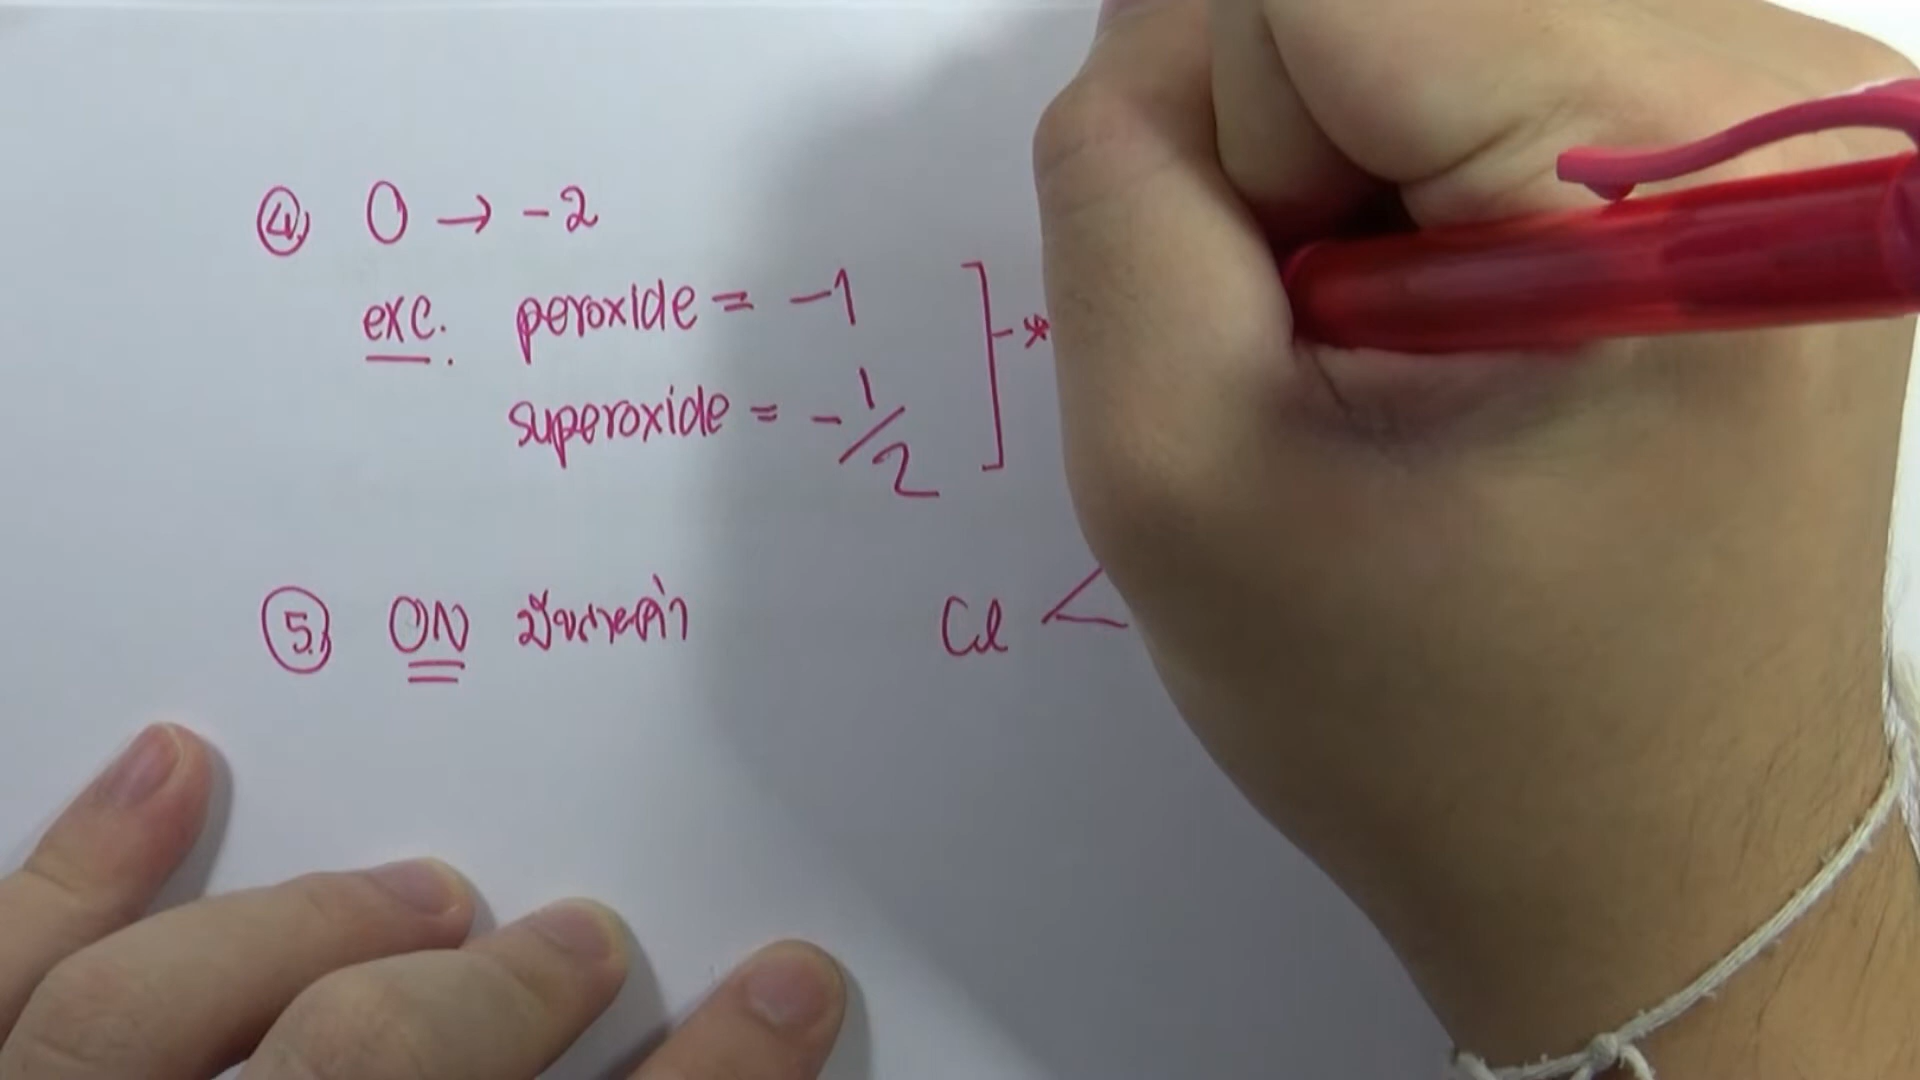 ④ O → -2
exc. peroxide = -1
superoxide = -1/2
] - *
⑤ ON มีหลายค่า
Cl <